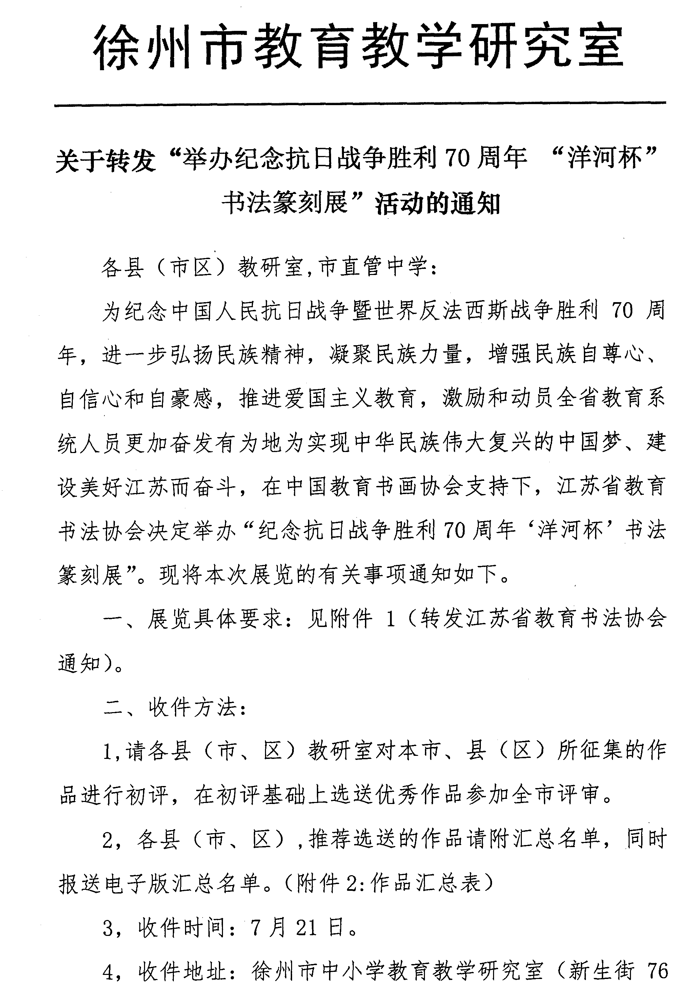 徐州市教育教学研究室
关于转发“举办纪念抗日战争胜利70周年 “洋河杯”
书法篆刻展”活动的通知
各县（市区）教研室,市直管中学：
为纪念中国人民抗日战争暨世界反法西斯战争胜利 70 周
年，进一步弘扬民族精神，凝聚民族力量，增强民族自尊心、
自信心和自豪感，推进爱国主义教育，激励和动员全省教育系
统人员更加奋发有为地为实现中华民族伟大复兴的中国梦、建
设美好江苏而奋斗，在中国教育书画协会支持下，江苏省教育
书法协会决定举办“纪念抗日战争胜利70周年‘洋河杯’书法
篆刻展”。现将本次展览的有关事项通知如下。
一、展览具体要求：见附件 1（转发江苏省教育书法协会
通知）。
二、收件方法：
1,请各县（市、区）教研室对本市、县（区）所征集的作
品进行初评，在初评基础上选送优秀作品参加全市评审。
2，各县（市、区）,推荐选送的作品请附汇总名单，同时
报送电子版汇总名单。（附件2:作品汇总表）
3，收件时间：7月21日。
4，收件地址：徐州市中小学教育教学研究室（新生街 76